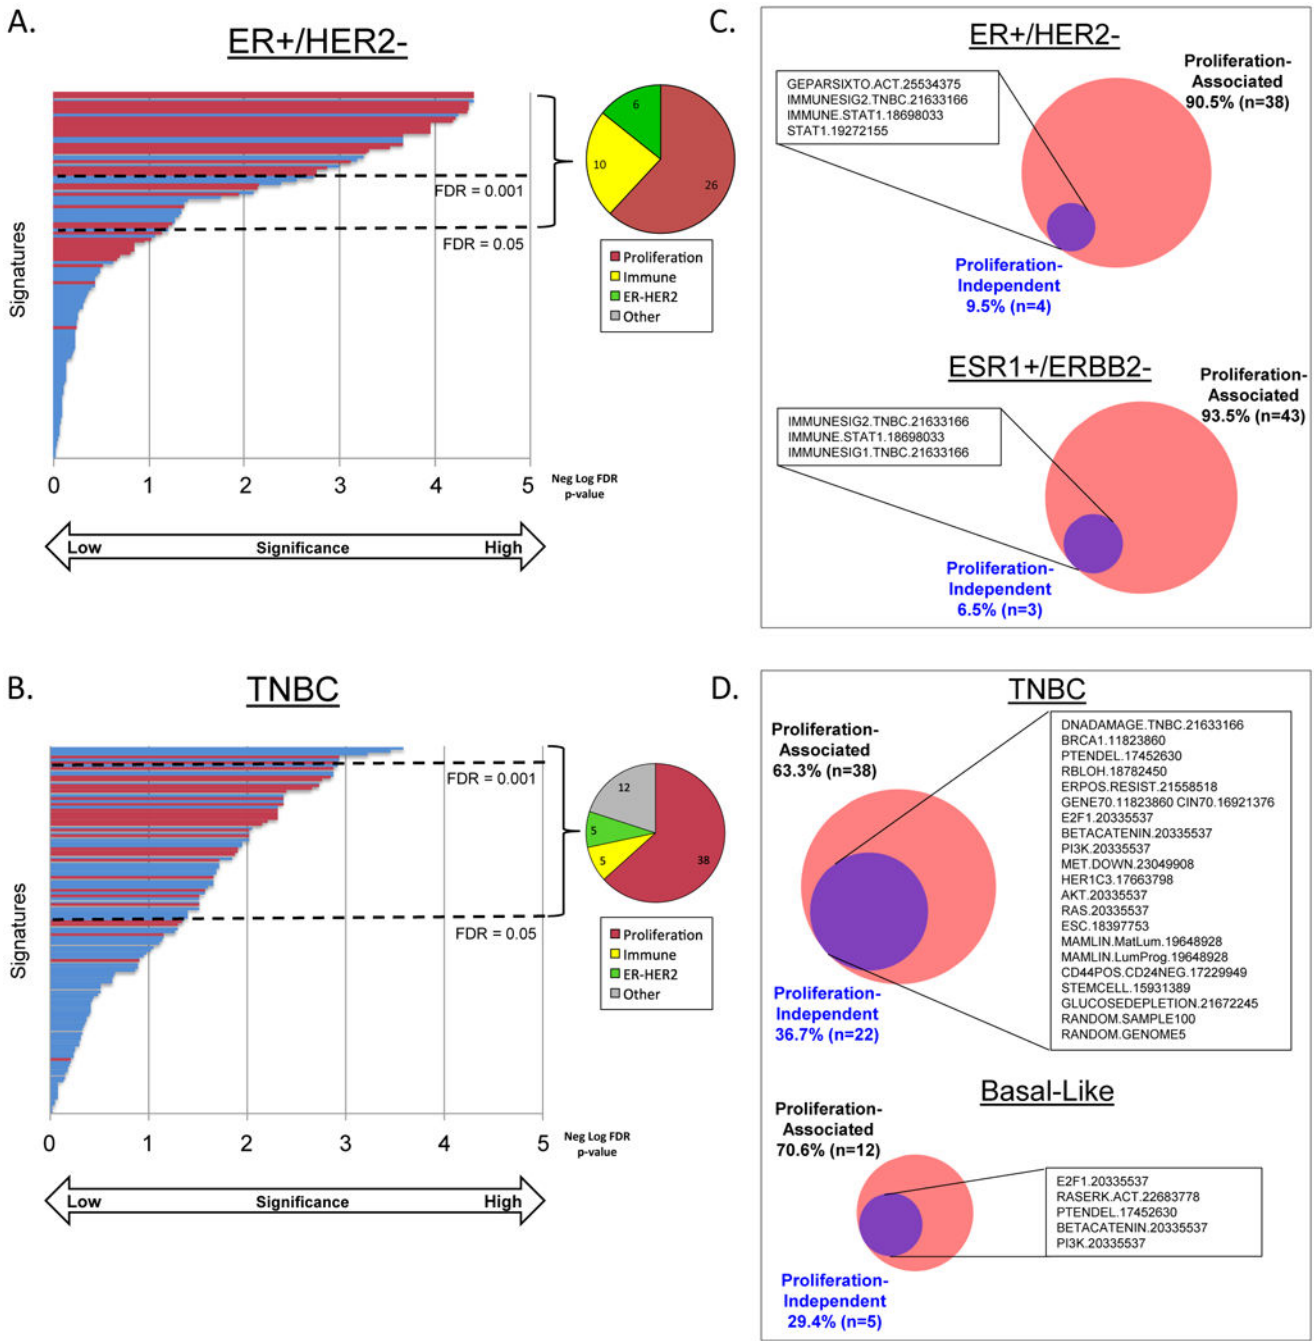 A.
ER+/HER2-
Signatures
FDR = 0.001
FDR = 0.05
0 1 2 3 4 5
Neg Log FDR
p-value
Low Significance High
6
10
26
Proliferation
Immune
ER-HER2
Other
C.
ER+/HER2-
GEPARSIXTO.ACT.25534375
IMMUNESIG2.TNBC.21633166
IMMUNE.STAT1.18698033
STAT1.19272155
Proliferation-
Associated
90.5% (n=38)
Proliferation-
Independent
9.5% (n=4)
ESR1+/ERBB2-
IMMUNESIG2.TNBC.21633166
IMMUNE.STAT1.18698033
IMMUNESIG1.TNBC.21633166
Proliferation-
Associated
93.5% (n=43)
Proliferation-
Independent
6.5% (n=3)
B.
TNBC
Signatures
FDR = 0.001
FDR = 0.05
0 1 2 3 4 5
Neg Log FDR
p-value
Low Significance High
12
5
5
38
Proliferation
Immune
ER-HER2
Other
D.
TNBC
Proliferation-
Associated
63.3% (n=38)
Proliferation-
Independent
36.7% (n=22)
DNADAMAGE.TNBC.21633166
BRCA1.11823860
PTENDEL.17452630
RBLOH.18782450
ERPOS.RESIST.21558518
GENE70.11823860 CIN70.16921376
E2F1.20335537
BETACATENIN.20335537
PI3K.20335537
MET.DOWN.23049908
HER1C3.17663798
AKT.20335537
RAS.20335537
ESC.18397753
MAMLIN.MatLum.19648928
MAMLIN.LumProg.19648928
CD44POS.CD24NEG.17229949
STEMCELL.15931389
GLUCOSEDEPLETION.21672245
RANDOM.SAMPLE100
RANDOM.GENOME5
Basal-Like
Proliferation-
Associated
70.6% (n=12)
Proliferation-
Independent
29.4% (n=5)
E2F1.20335537
RASERK.ACT.22683778
PTENDEL.17452630
BETACATENIN.20335537
PI3K.20335537